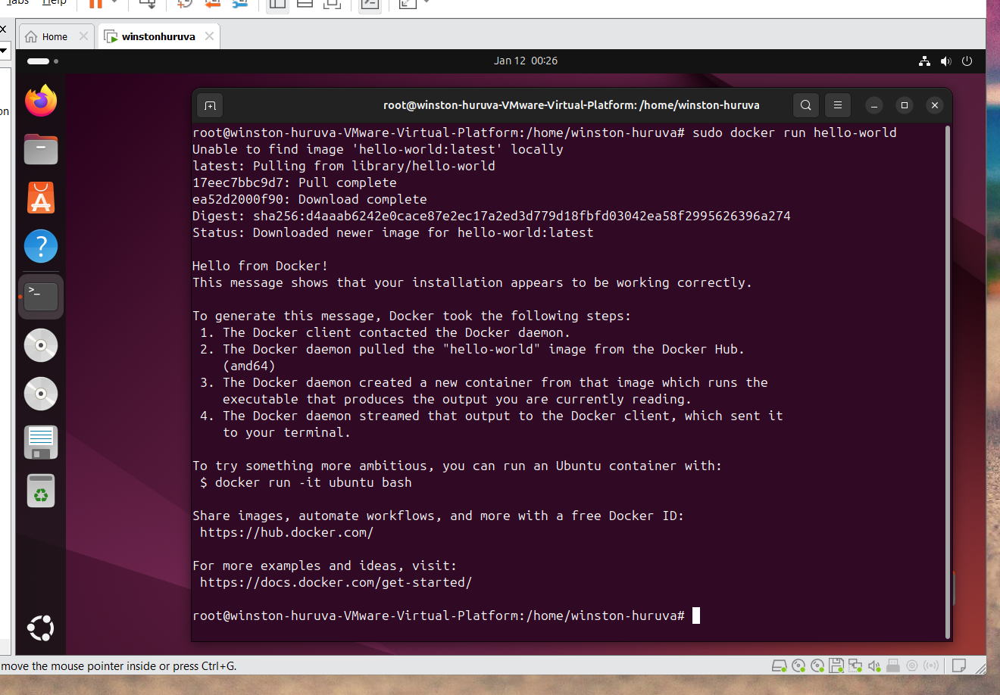 Tabs Help
Home
winstonhuruva
Jan 12 00:26
on
root@winston-huruva-VMware-Virtual-Platform: /home/winston-huruva
root@winston-huruva-VMware-Virtual-Platform:/home/winston-huruva# sudo docker run hello-world
Unable to find image 'hello-world:latest' locally
latest: Pulling from library/hello-world
17eec7bbc9d7: Pull complete
ea52d2000f90: Download complete
Digest: sha256:d4aaab6242e0cace87e2ec17a2ed3d779d18fbfd03042ea58f2995626396a274
Status: Downloaded newer image for hello-world:latest
Hello from Docker!
This message shows that your installation appears to be working correctly.
To generate this message, Docker took the following steps:
1. The Docker client contacted the Docker daemon.
2. The Docker daemon pulled the "hello-world" image from the Docker Hub.
(amd64)
3. The Docker daemon created a new container from that image which runs the
executable that produces the output you are currently reading.
4. The Docker daemon streamed that output to the Docker client, which sent it
to your terminal.
To try something more ambitious, you can run an Ubuntu container with:
$ docker run -it ubuntu bash
Share images, automate workflows, and more with a free Docker ID:
https://hub.docker.com/
For more examples and ideas, visit:
https://docs.docker.com/get-started/
root@winston-huruva-VMware-Virtual-Platform:/home/winston-huruva#
move the mouse pointer inside or press Ctrl+G.